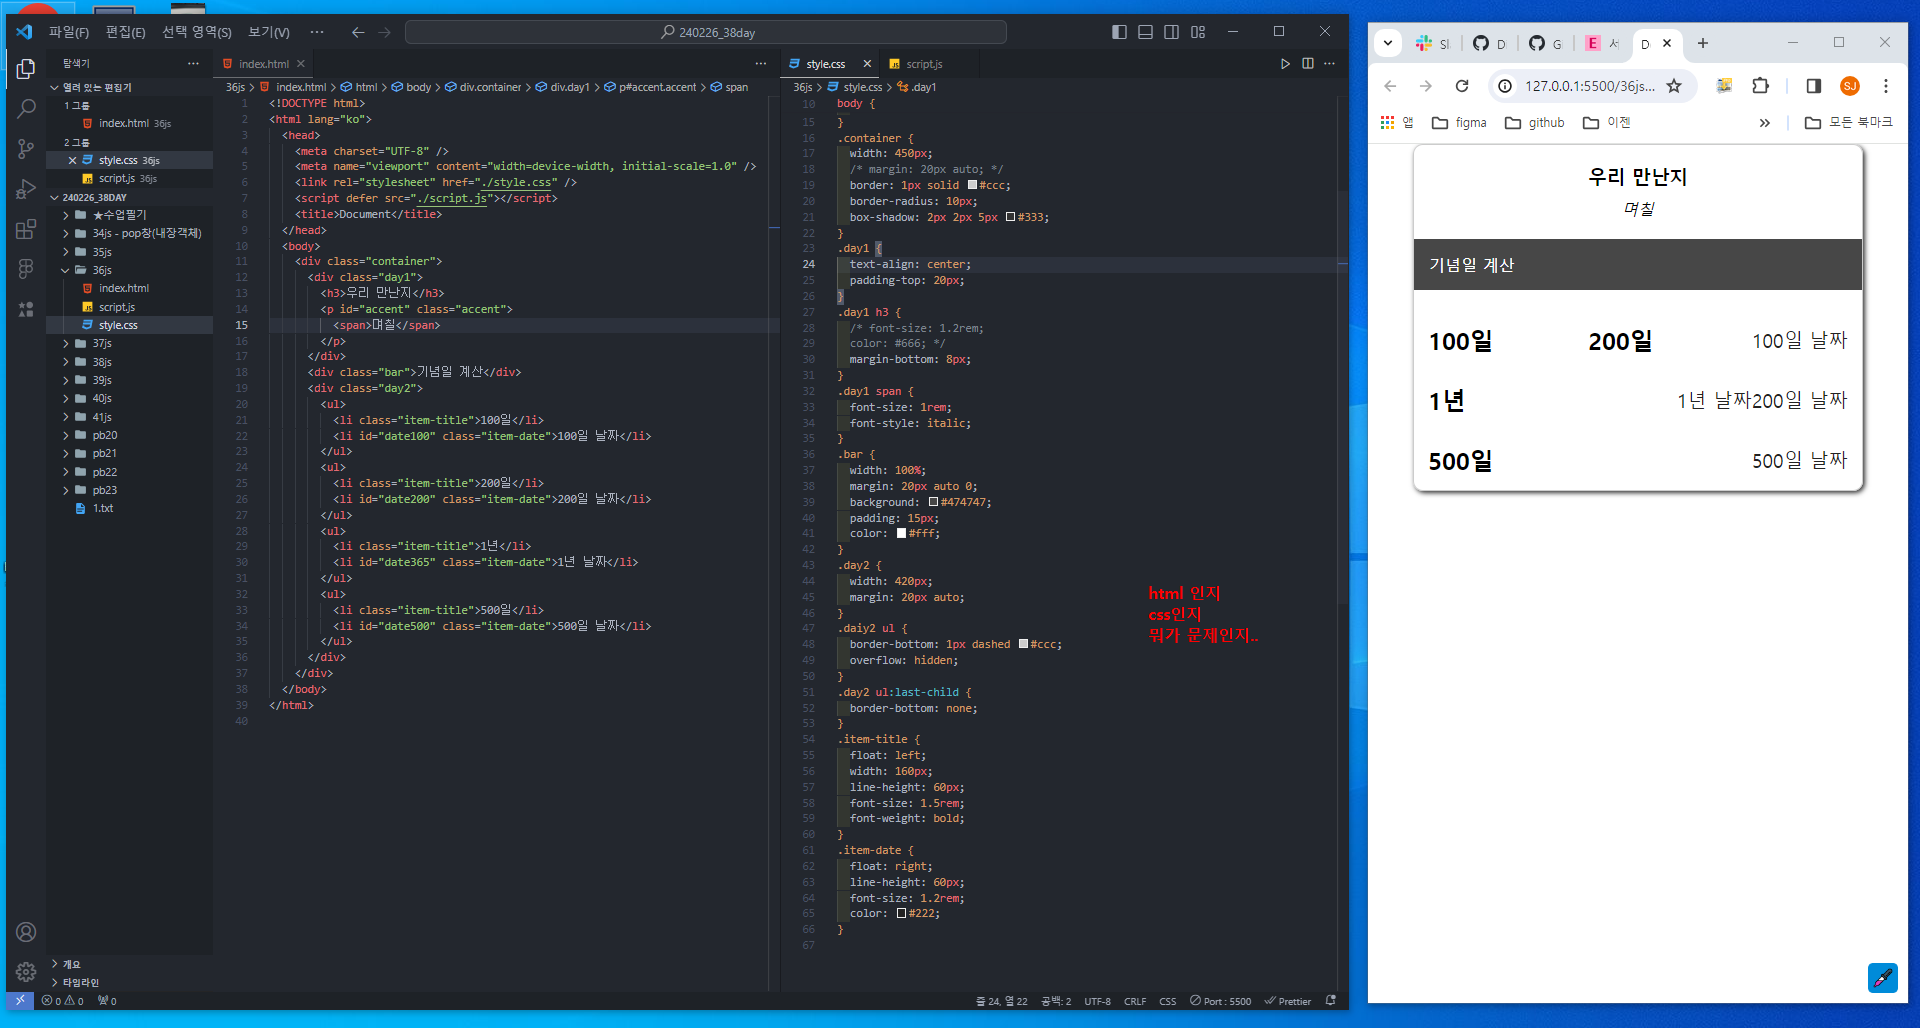 파일(F) 편집(E) 선택 영역(S) 보기(V) ··· 240226_38day
탐색기 ···
열려 있는 편집기
1 그룹
index.html 36js
2 그룹
style.css 36js
script.js 36js
240226_38DAY
★수업필기
34js - pop창(내장객체)
35js
36js
index.html
script.js
style.css
37js
38js
39js
40js
41js
pb20
pb21
pb22
pb23
1.txt
개요
타임라인
index.html
36js > index.html > html > body > div.container > div.day1 > p#accent.accent > span
1 <!DOCTYPE html>
2 <html lang="ko">
3 <head>
4 <meta charset="UTF-8" />
5 <meta name="viewport" content="width=device-width, initial-scale=1.0" />
6 <link rel="stylesheet" href="./style.css" />
7 <script defer src="./script.js"></script>
8 <title>Document</title>
9 </head>
10 <body>
11 <div class="container">
12 <div class="day1">
13 <h3>우리 만난지</h3>
14 <p id="accent" class="accent">
15 <span>며칠</span>
16 </p>
17 </div>
18 <div class="bar">기념일 계산</div>
19 <div class="day2">
20 <ul>
21 <li class="item-title">100일</li>
22 <li id="date100" class="item-date">100일 날짜</li>
23 </ul>
24 <ul>
25 <li class="item-title">200일</li>
26 <li id="date200" class="item-date">200일 날짜</li>
27 </ul>
28 <ul>
29 <li class="item-title">1년</li>
30 <li id="date365" class="item-date">1년 날짜</li>
31 </ul>
32 <ul>
33 <li class="item-title">500일</li>
34 <li id="date500" class="item-date">500일 날짜</li>
35 </ul>
36 </div>
37 </div>
38 </body>
39 </html>
40
style.css script.js
36js > style.css > .day1
10 body {
15 }
16 .container {
17 width: 450px;
18 /* margin: 20px auto; */
19 border: 1px solid #ccc;
20 border-radius: 10px;
21 box-shadow: 2px 2px 5px #333;
22 }
23 .day1 {
24 text-align: center;
25 padding-top: 20px;
26 }
27 .day1 h3 {
28 /* font-size: 1.2rem;
29 color: #666; */
30 margin-bottom: 8px;
31 }
32 .day1 span {
33 font-size: 1rem;
34 font-style: italic;
35 }
36 .bar {
37 width: 100%;
38 margin: 20px auto 0;
39 background: #474747;
40 padding: 15px;
41 color: #fff;
42 }
43 .day2 {
44 width: 420px;
45 margin: 20px auto;
46 }
47 .daiy2 ul {
48 border-bottom: 1px dashed #ccc;
49 overflow: hidden;
50 }
51 .day2 ul:last-child {
52 border-bottom: none;
53 }
54 .item-title {
55 float: left;
56 width: 160px;
57 line-height: 60px;
58 font-size: 1.5rem;
59 font-weight: bold;
60 }
61 .item-date {
62 float: right;
63 line-height: 60px;
64 font-size: 1.2rem;
65 color: #222;
66 }
67
html 인지
css인지
뭐가 문제인지..
0 0 0 줄 24, 열 22 공백: 2 UTF-8 CRLF CSS Port : 5500 Prettier
127.0.0.1:5500/36js... SJ
앱 figma github 이젠 » 모든 북마크
우리 만난지
며칠
기념일 계산
100일 200일 100일 날짜
1년 1년 날짜200일 날짜
500일 500일 날짜